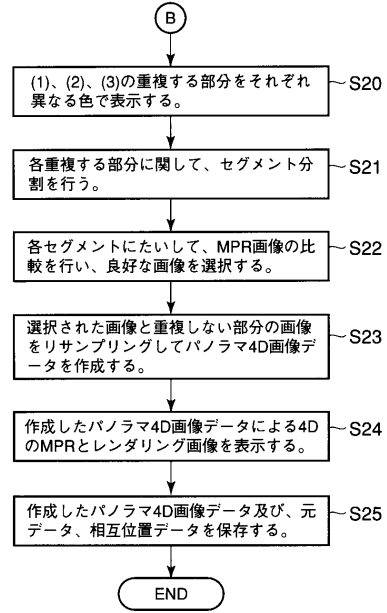 B
(1)、(2)、(3)の重複する部分をそれぞれ
異なる色で表示する。
S20
各重複する部分に関して、セグメント分
割を行う。
S21
各セグメントにたいして、MPR画像の比
較を行い、良好な画像を選択する。
S22
選択された画像と重複しない部分の画像
をリサンプリングしてパノラマ4D画像デ
ータを作成する。
S23
作成したパノラマ4D画像データによる4D
のMPRとレンダリング画像を表示する。
S24
作成したパノラマ4D画像データ及び、元
データ、相互位置データを保存する。
S25
END